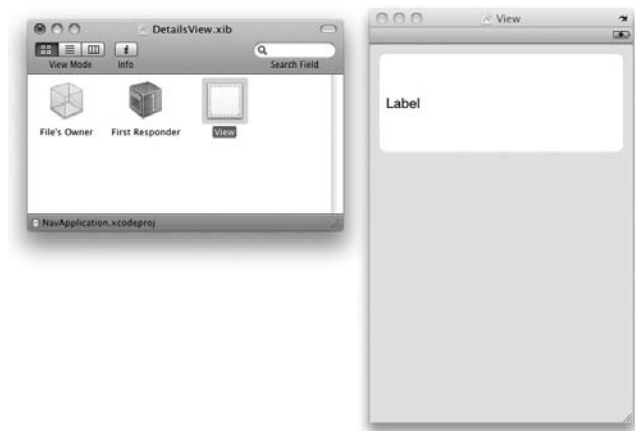 DetailsView.xib
View Mode
Info
Search Field
File's Owner
First Responder
View
NavApplication.xcodeproj
View
Label